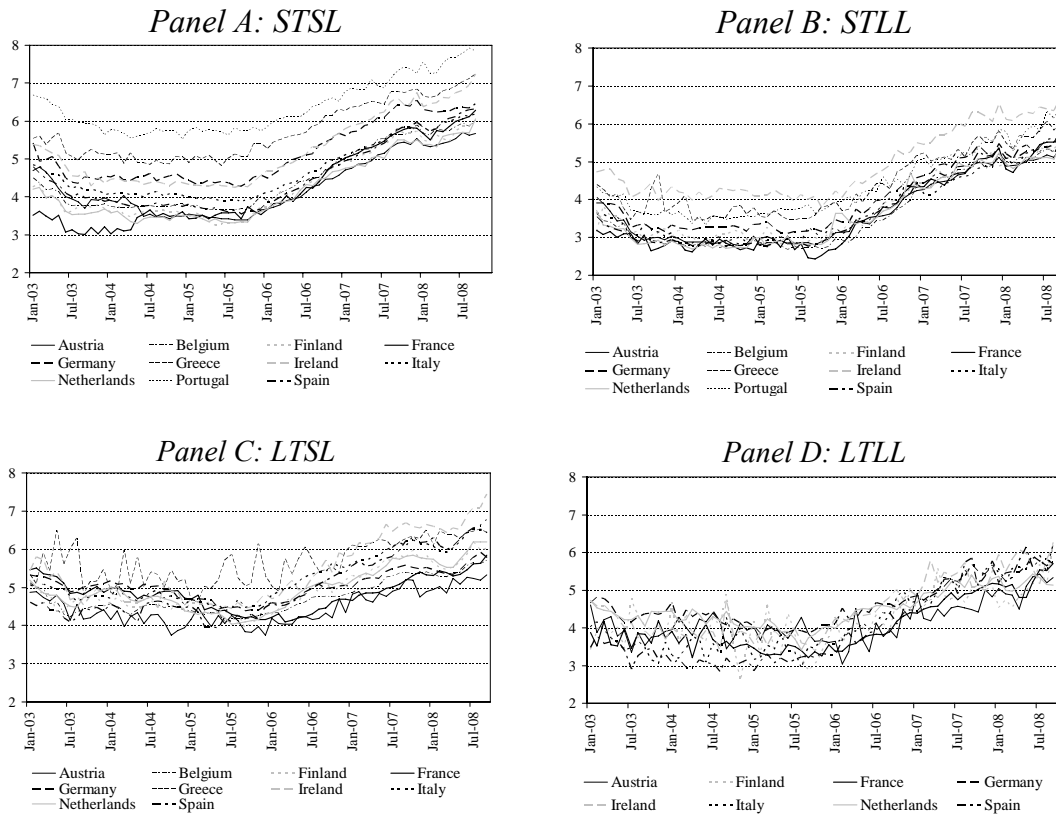 Panel A: STSL
8
7
6
5
4
3
2
Jan-03
Jul-03
Jan-04
Jul-04
Jan-05
Jul-05
Jan-06
Jul-06
Jan-07
Jul-07
Jan-08
Jul-08
Austria Belgium Finland France
Germany Greece Ireland Italy
Netherlands Portugal Spain
Panel B: STLL
8
7
6
5
4
3
2
Jan-03
Jul-03
Jan-04
Jul-04
Jan-05
Jul-05
Jan-06
Jul-06
Jan-07
Jul-07
Jan-08
Jul-08
Austria Belgium Finland France
Germany Greece Ireland Italy
Netherlands Portugal Spain
Panel C: LTSL
8
7
6
5
4
3
2
Jan-03
Jul-03
Jan-04
Jul-04
Jan-05
Jul-05
Jan-06
Jul-06
Jan-07
Jul-07
Jan-08
Jul-08
Austria Belgium Finland France
Germany Greece Ireland Italy
Netherlands Spain
Panel D: LTLL
8
7
6
5
4
3
2
Jan-03
Jul-03
Jan-04
Jul-04
Jan-05
Jul-05
Jan-06
Jul-06
Jan-07
Jul-07
Jan-08
Jul-08
Austria Finland France Germany
Ireland Italy Netherlands Spain